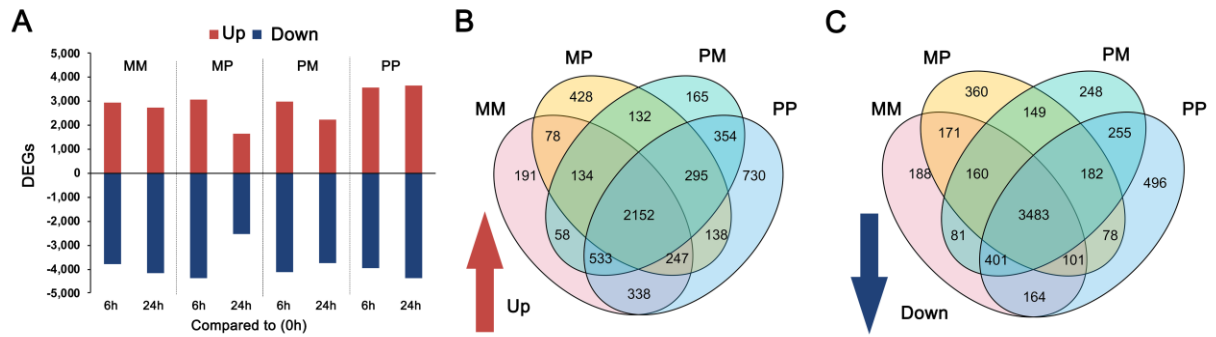 A
Up Down
MM MP PM PP
5,000
4,000
3,000
2,000
1,000
0
-1,000
-2,000
-3,000
-4,000
-5,000
DEGs
6h 24h 6h 24h 6h 24h 6h 24h
Compared to (0h)
B
MP PM
MM PP
428 165
132
78 354
191 134 295 730
2152
58 138
533 247
338
Up
C
MP PM
MM PP
360 248
149
171 255
188 160 182 496
3483
81 78
401 101
164
Down